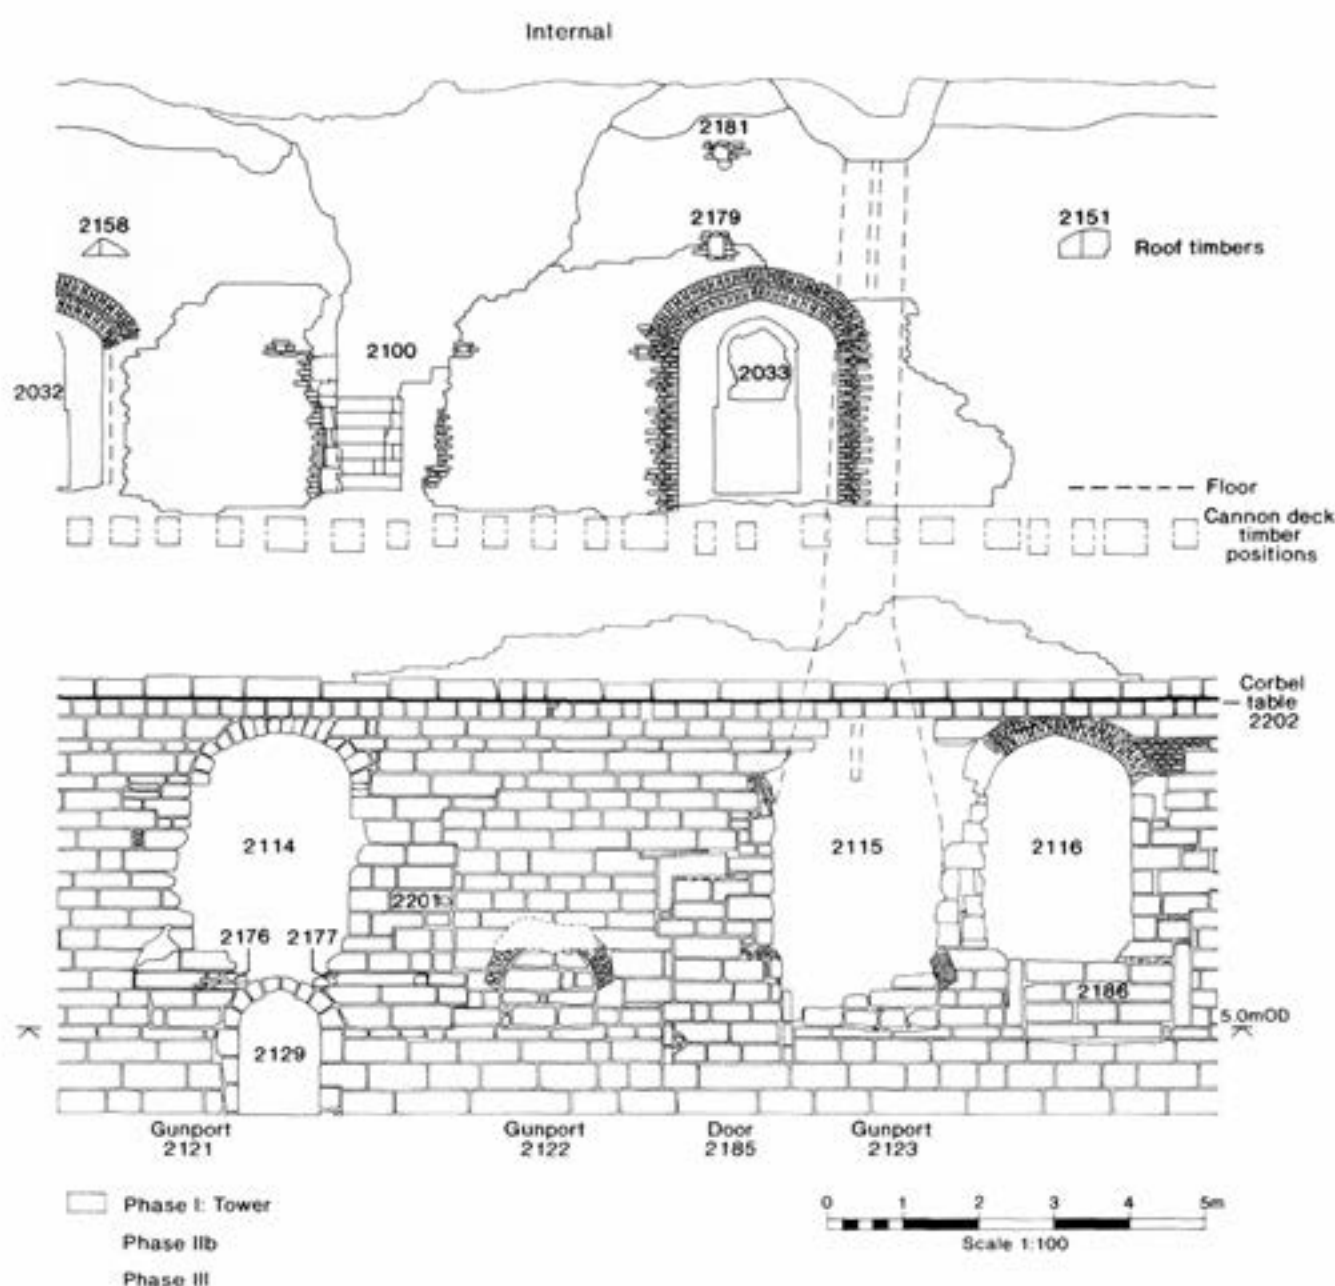 Internal
2181
2158
2179
2151
Roof timbers
2100
2032
2033
Floor
Cannon deck
timber
positions
Corbel
table
2202
2114
2115
2116
2201
2176 2177
2186
5.0mOD
2129
Gunport
2121
Gunport
2122
Door
2185
Gunport
2123
Phase I: Tower
Phase IIb
Phase III
0 1 2 3 4 5m
Scale 1:100